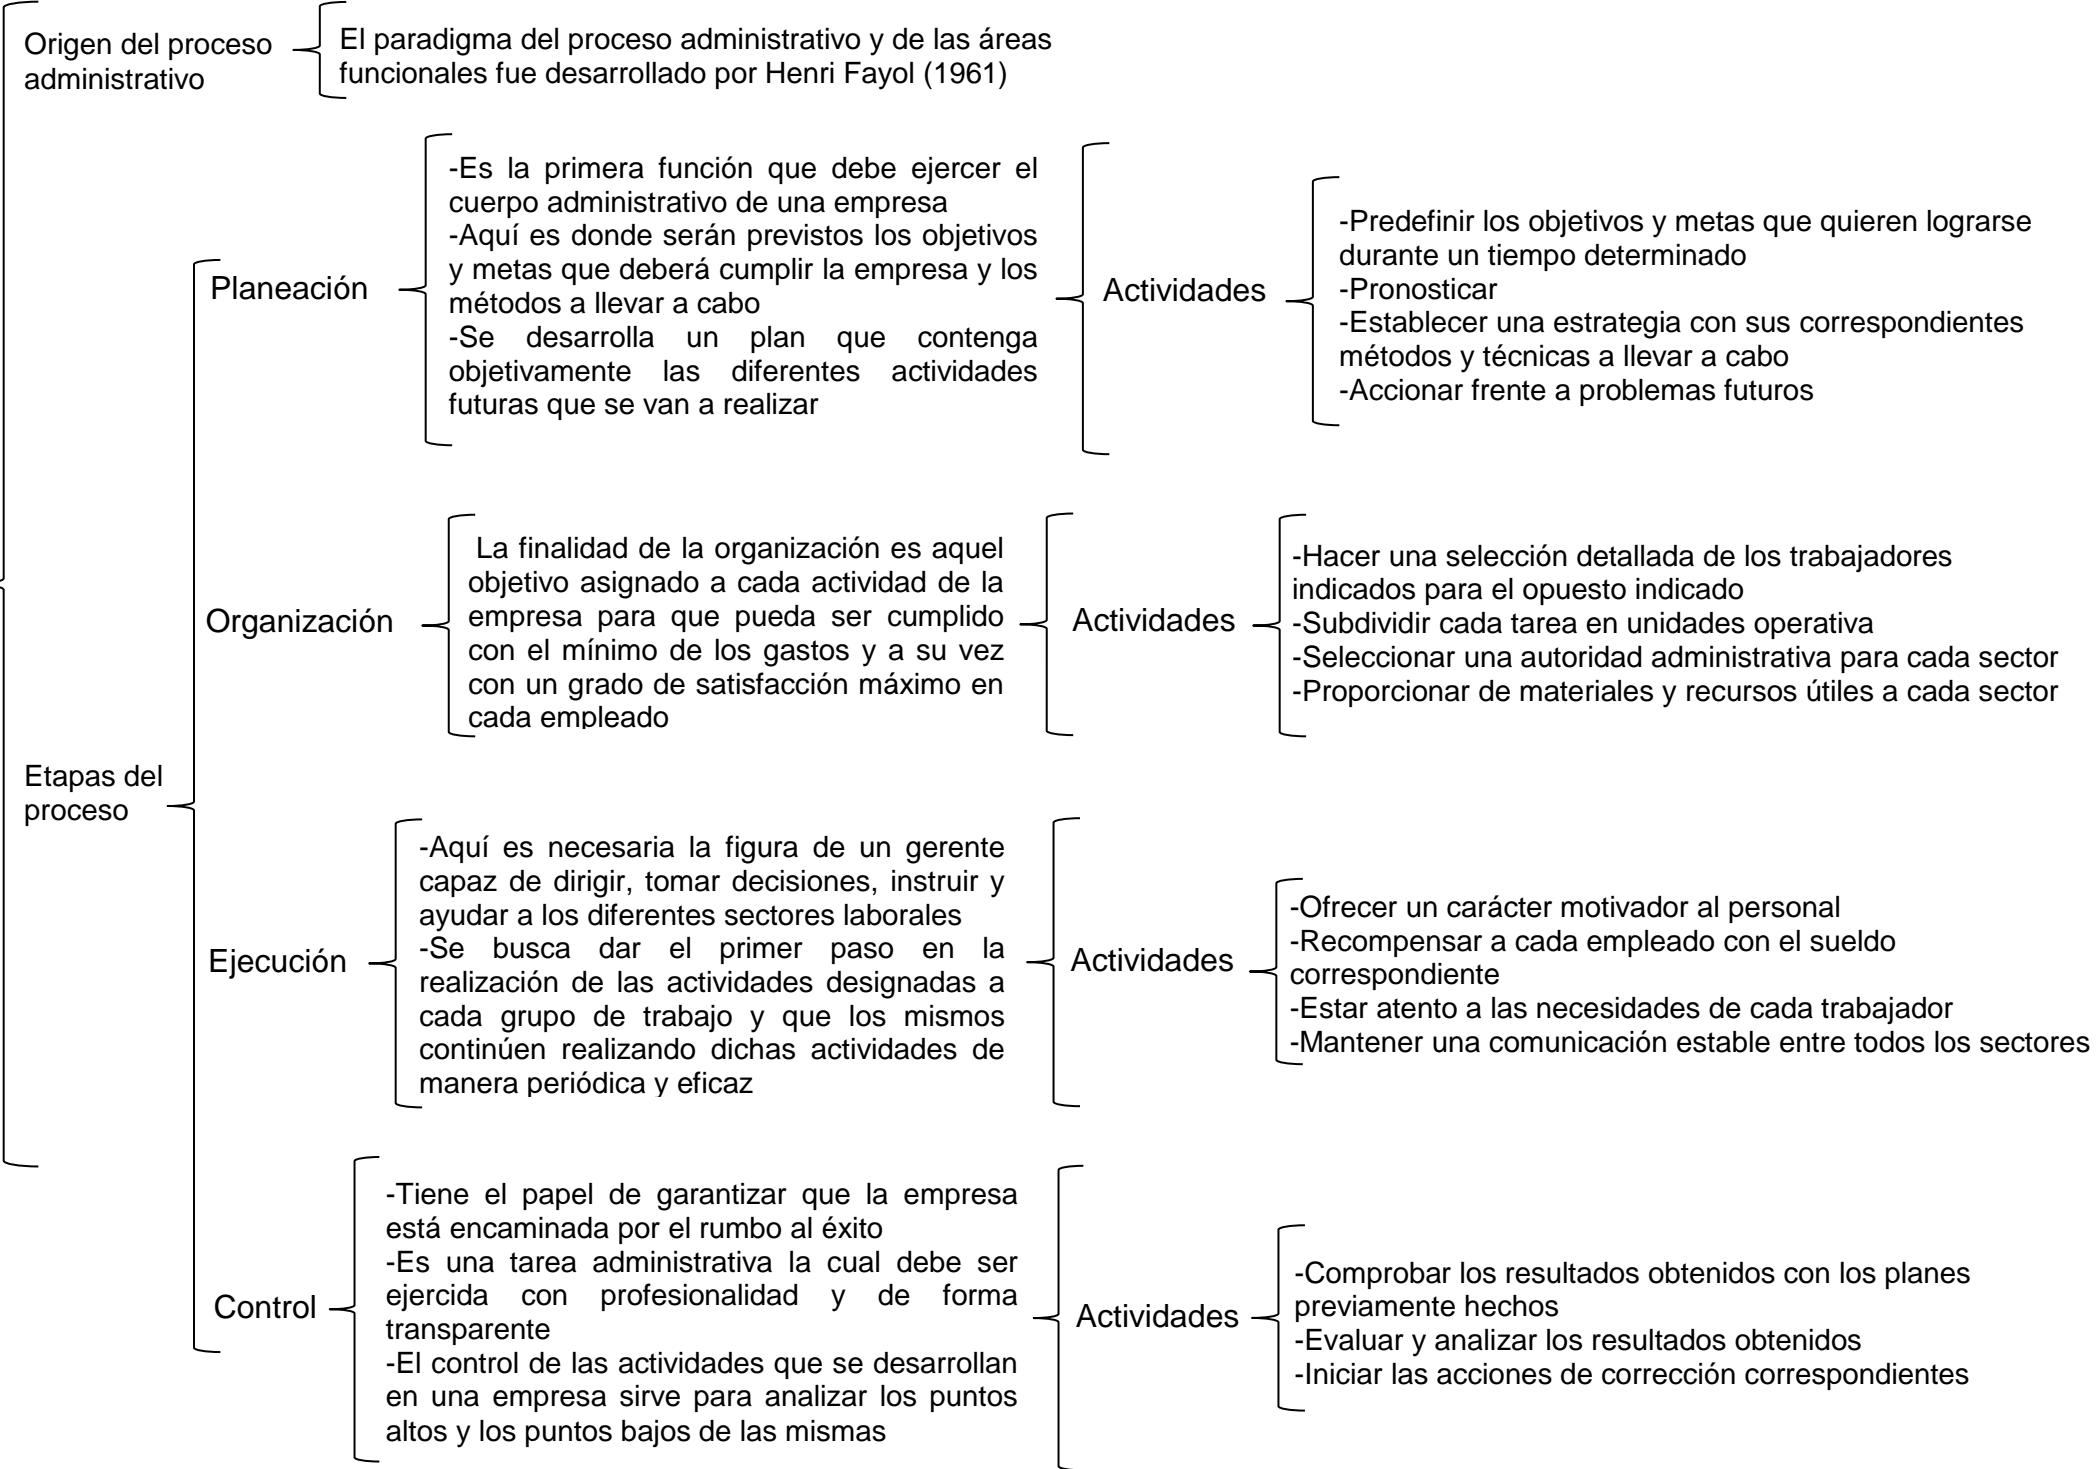 Origen del proceso
administrativo
El paradigma del proceso administrativo y de las áreas
funcionales fue desarrollado por Henri Fayol (1961)
Etapas del
proceso
Planeación
-Es la primera función que debe ejercer el
cuerpo administrativo de una empresa
-Aquí es donde serán previstos los objetivos
y metas que deberá cumplir la empresa y los
métodos a llevar a cabo
-Se desarrolla un plan que contenga
objetivamente las diferentes actividades
futuras que se van a realizar
Actividades
-Predefinir los objetivos y metas que quieren lograrse
durante un tiempo determinado
-Pronosticar
-Establecer una estrategia con sus correspondientes
métodos y técnicas a llevar a cabo
-Accionar frente a problemas futuros
Organización
La finalidad de la organización es aquel
objetivo asignado a cada actividad de la
empresa para que pueda ser cumplido
con el mínimo de los gastos y a su vez
con un grado de satisfacción máximo en
cada empleado
Actividades
-Hacer una selección detallada de los trabajadores
indicados para el opuesto indicado
-Subdividir cada tarea en unidades operativa
-Seleccionar una autoridad administrativa para cada sector
-Proporcionar de materiales y recursos útiles a cada sector
Ejecución
-Aquí es necesaria la figura de un gerente
capaz de dirigir, tomar decisiones, instruir y
ayudar a los diferentes sectores laborales
-Se busca dar el primer paso en la
realización de las actividades designadas a
cada grupo de trabajo y que los mismos
continúen realizando dichas actividades de
manera periódica y eficaz
Actividades
-Ofrecer un carácter motivador al personal
-Recompensar a cada empleado con el sueldo
correspondiente
-Estar atento a las necesidades de cada trabajador
-Mantener una comunicación estable entre todos los sectores
Control
-Tiene el papel de garantizar que la empresa
está encaminada por el rumbo al éxito
-Es una tarea administrativa la cual debe ser
ejercida con profesionalidad y de forma
transparente
-El control de las actividades que se desarrollan
en una empresa sirve para analizar los puntos
altos y los puntos bajos de las mismas
Actividades
-Comprobar los resultados obtenidos con los planes
previamente hechos
-Evaluar y analizar los resultados obtenidos
-Iniciar las acciones de corrección correspondientes